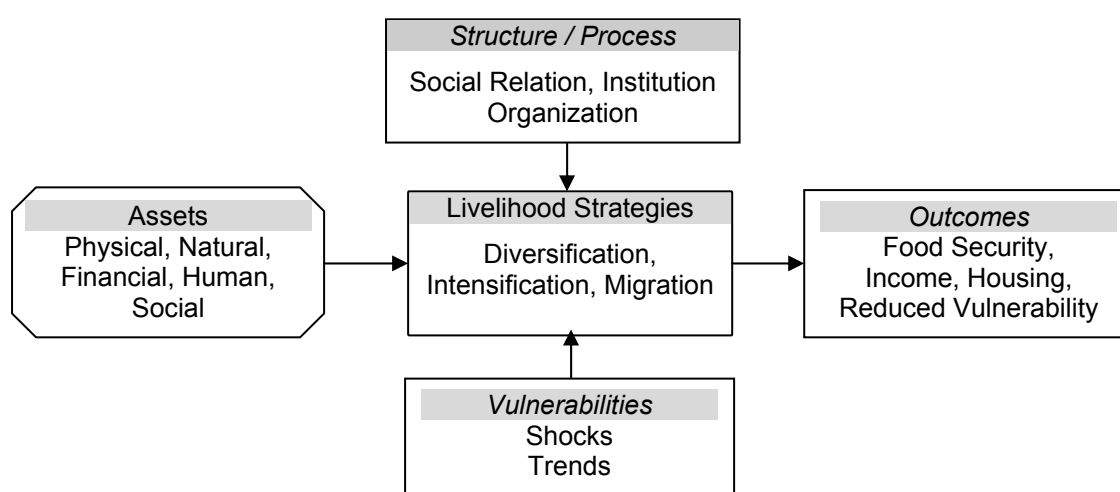 Structure / Process
Social Relation, Institution
Organization
Assets
Physical, Natural,
Financial, Human,
Social
Livelihood Strategies
Diversification,
Intensification, Migration
Outcomes
Food Security,
Income, Housing,
Reduced Vulnerability
Vulnerabilities
Shocks
Trends